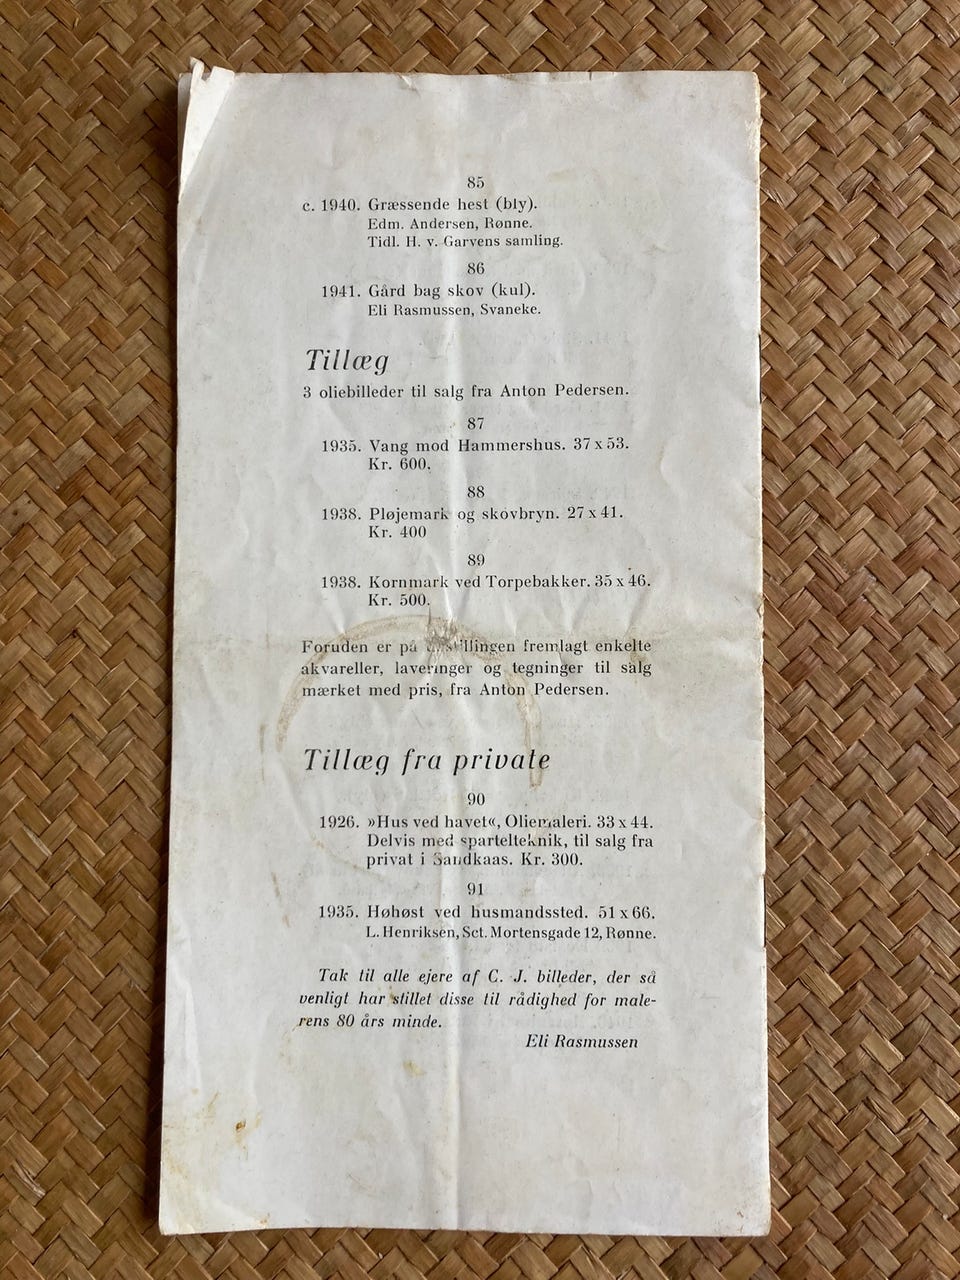 85
c. 1940. Græssende hest (bly).
Edm. Andersen, Rønne.
Tidl. H. v. Garvens samling.
86
1941. Gård bag skov (kul).
Eli Rasmussen, Svaneke.
Tillæg
3 oliebilleder til salg fra Anton Pedersen.
87
1935. Vang mod Hammershus. 37 x 53.
Kr. 600.
88
1938. Pløjemark og skovbryn. 27 x 41.
Kr. 400
89
1938. Kornmark ved Torpebakker. 35 x 46.
Kr. 500.
Foruden er på udstillingen fremlagt enkelte
akvareller, laveringer og tegninger til salg
mærket med pris, fra Anton Pedersen.
Tillæg fra private
90
1926. »Hus ved havet«, Oliemaleri. 33 x 44.
Delvis med spartelteknik, til salg fra
privat i Sandkaas. Kr. 300.
91
1935. Høhøst ved husmandssted. 51 x 66.
L. Henriksen, Sct. Mortensgade 12, Rønne.
Tak til alle ejere af C. J. billeder, der så
venligt har stillet disse til rådighed for male-
rens 80 års minde.
Eli Rasmussen